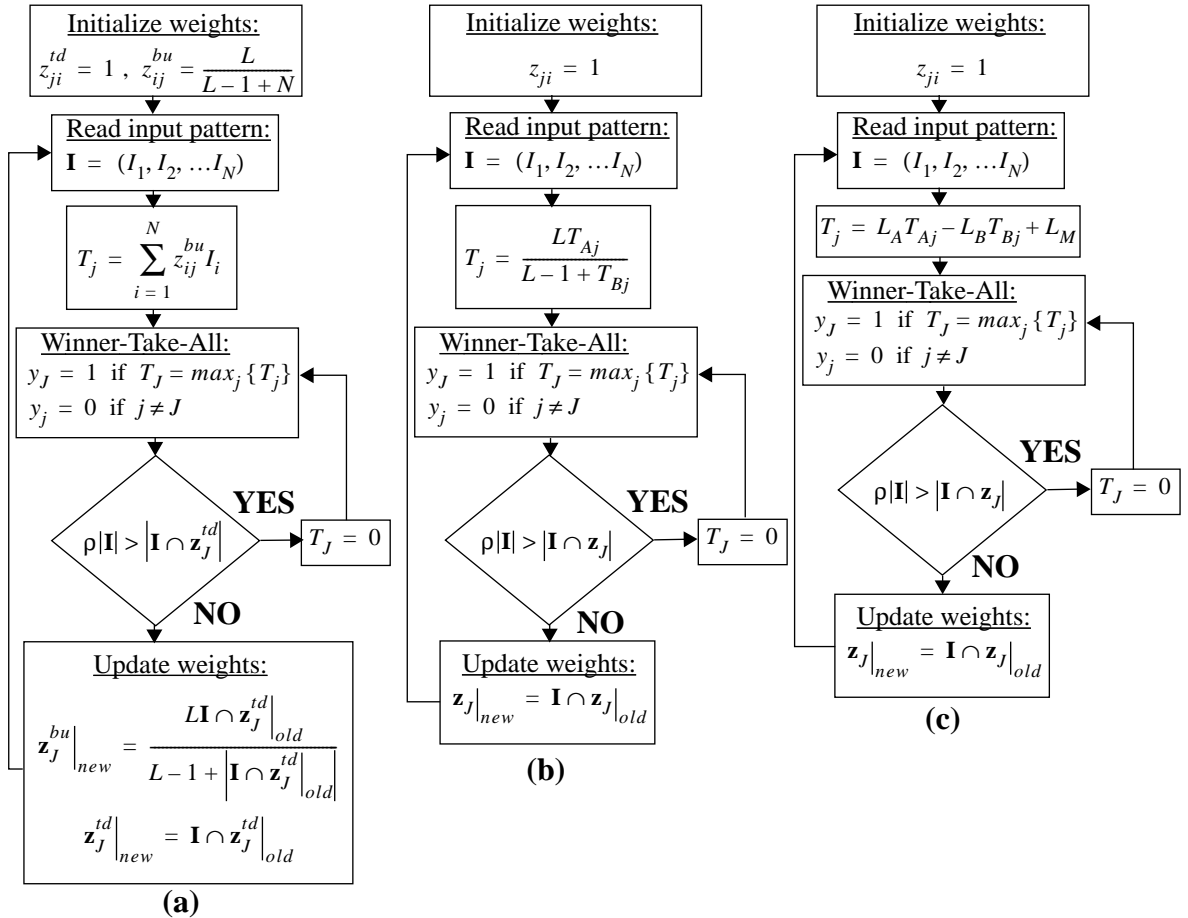 Initialize weights:
z_{ji}^{td} = 1 , z_{ij}^{bu} = \frac{L}{L - 1 + N}
Read input pattern:
I = (I_1, I_2, …I_N)
T_j = \sum_{i = 1}^{N} z_{ij}^{bu} I_i
Winner-Take-All:
y_J = 1 if T_J = max_j {T_j}
y_j = 0 if j ≠ J
ρ|I| > |I ∩ z_J^{td}|
YES
T_J = 0
NO
Update weights:
z_J^{bu}|_{new} = \frac{L I ∩ z_J^{td}|_{old}}{L - 1 + |I ∩ z_J^{td}|_{old}|}
z_J^{td}|_{new} = I ∩ z_J^{td}|_{old}
(a)
Initialize weights:
z_{ji} = 1
Read input pattern:
I = (I_1, I_2, …I_N)
T_j = \frac{L T_{Aj}}{L - 1 + T_{Bj}}
Winner-Take-All:
y_J = 1 if T_J = max_j {T_j}
y_j = 0 if j ≠ J
ρ|I| > |I ∩ z_J|
YES
T_J = 0
NO
Update weights:
z_J|_{new} = I ∩ z_J|_{old}
(b)
Initialize weights:
z_{ji} = 1
Read input pattern:
I = (I_1, I_2, …I_N)
T_j = L_A T_{Aj} – L_B T_{Bj} + L_M
Winner-Take-All:
y_J = 1 if T_J = max_j {T_j}
y_j = 0 if j ≠ J
ρ|I| > |I ∩ z_J|
YES
T_J = 0
NO
Update weights:
z_J|_{new} = I ∩ z_J|_{old}
(c)